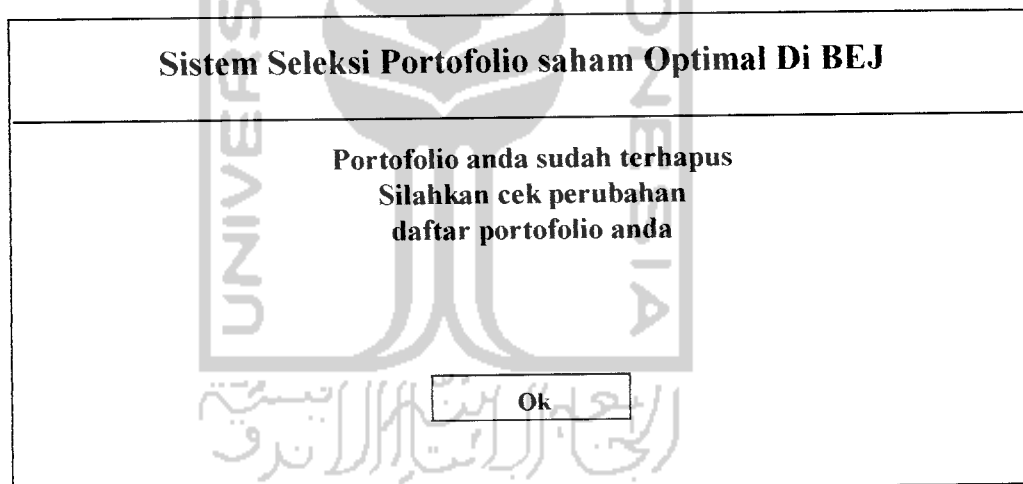 Sistem Seleksi Portofolio saham Optimal Di BEJ
Portofolio anda sudah terhapus
Silahkan cek perubahan
daftar portofolio anda
Ok